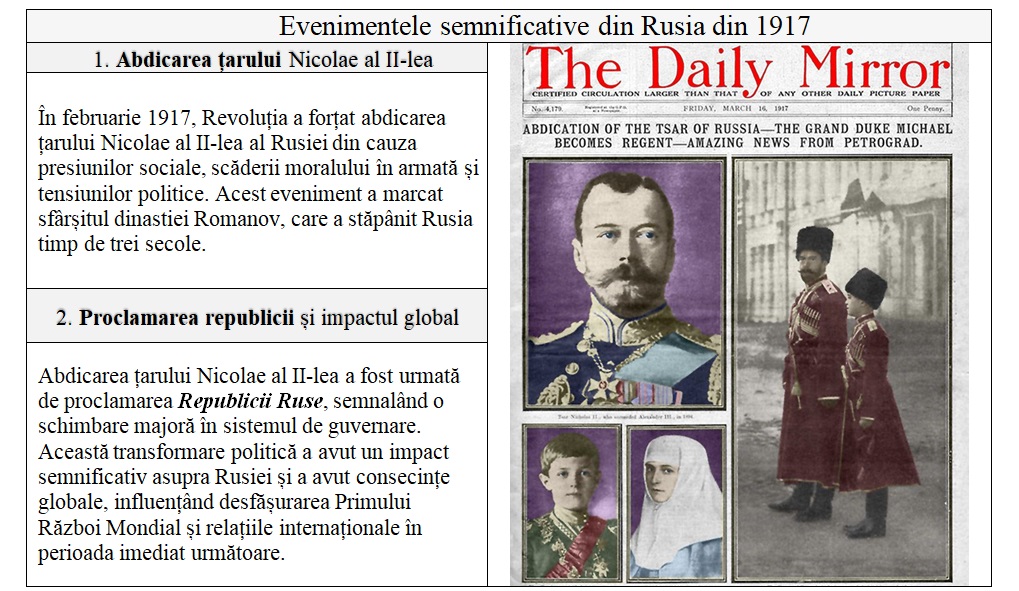 Evenimentele semnificative din Rusia din 1917
1. Abdicarea țarului Nicolae al II-lea
În februarie 1917, Revoluția a forțat abdicarea
țarului Nicolae al II-lea al Rusiei din cauza
presiunilor sociale, scăderii moralului în armată și
tensiunilor politice. Acest eveniment a marcat
sfârșitul dinastiei Romanov, care a stăpânit Rusia
timp de trei secole.
2. Proclamarea republicii și impactul global
Abdicarea țarului Nicolae al II-lea a fost urmată
de proclamarea Republicii Ruse, semnalând o
schimbare majoră în sistemul de guvernare.
Această transformare politică a avut un impact
semnificativ asupra Rusiei și a avut consecințe
globale, influențând desfășurarea Primului
Război Mondial și relațiile internaționale în
perioada imediat următoare.
The Daily Mirror
CERTIFIED CIRCULATION LARGER THAN THAT OF ANY OTHER DAILY PICTURE PAPER
No. 4,179. FRIDAY, MARCH 16, 1917 One Penny.
ABDICATION OF THE TSAR OF RUSSIA—THE GRAND DUKE MICHAEL
BECOMES REGENT—AMAZING NEWS FROM PETROGRAD.
Tsar Nicholas II., who succeeded Alexander III., in 1894.